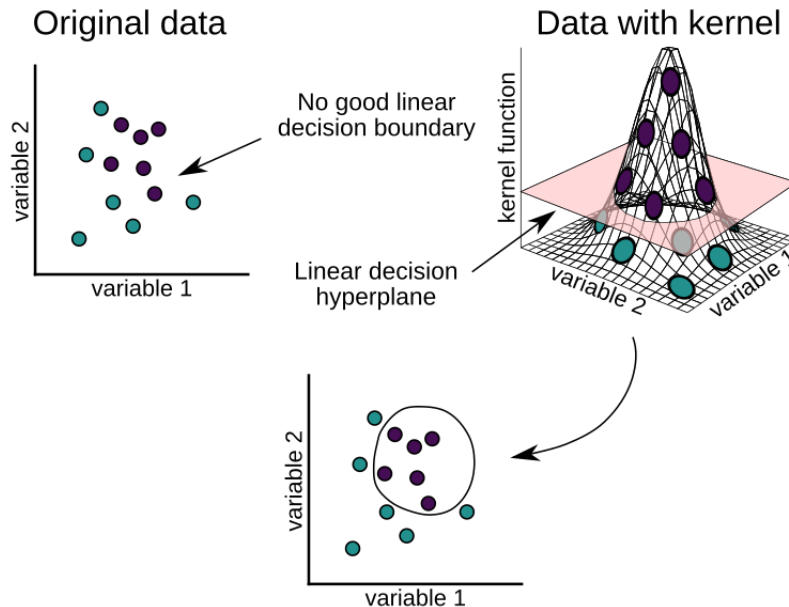 Original data
Data with kernel
variable 2
variable 1
No good linear
decision boundary
kernel function
variable 2
variable 1
Linear decision
hyperplane
variable 2
variable 1